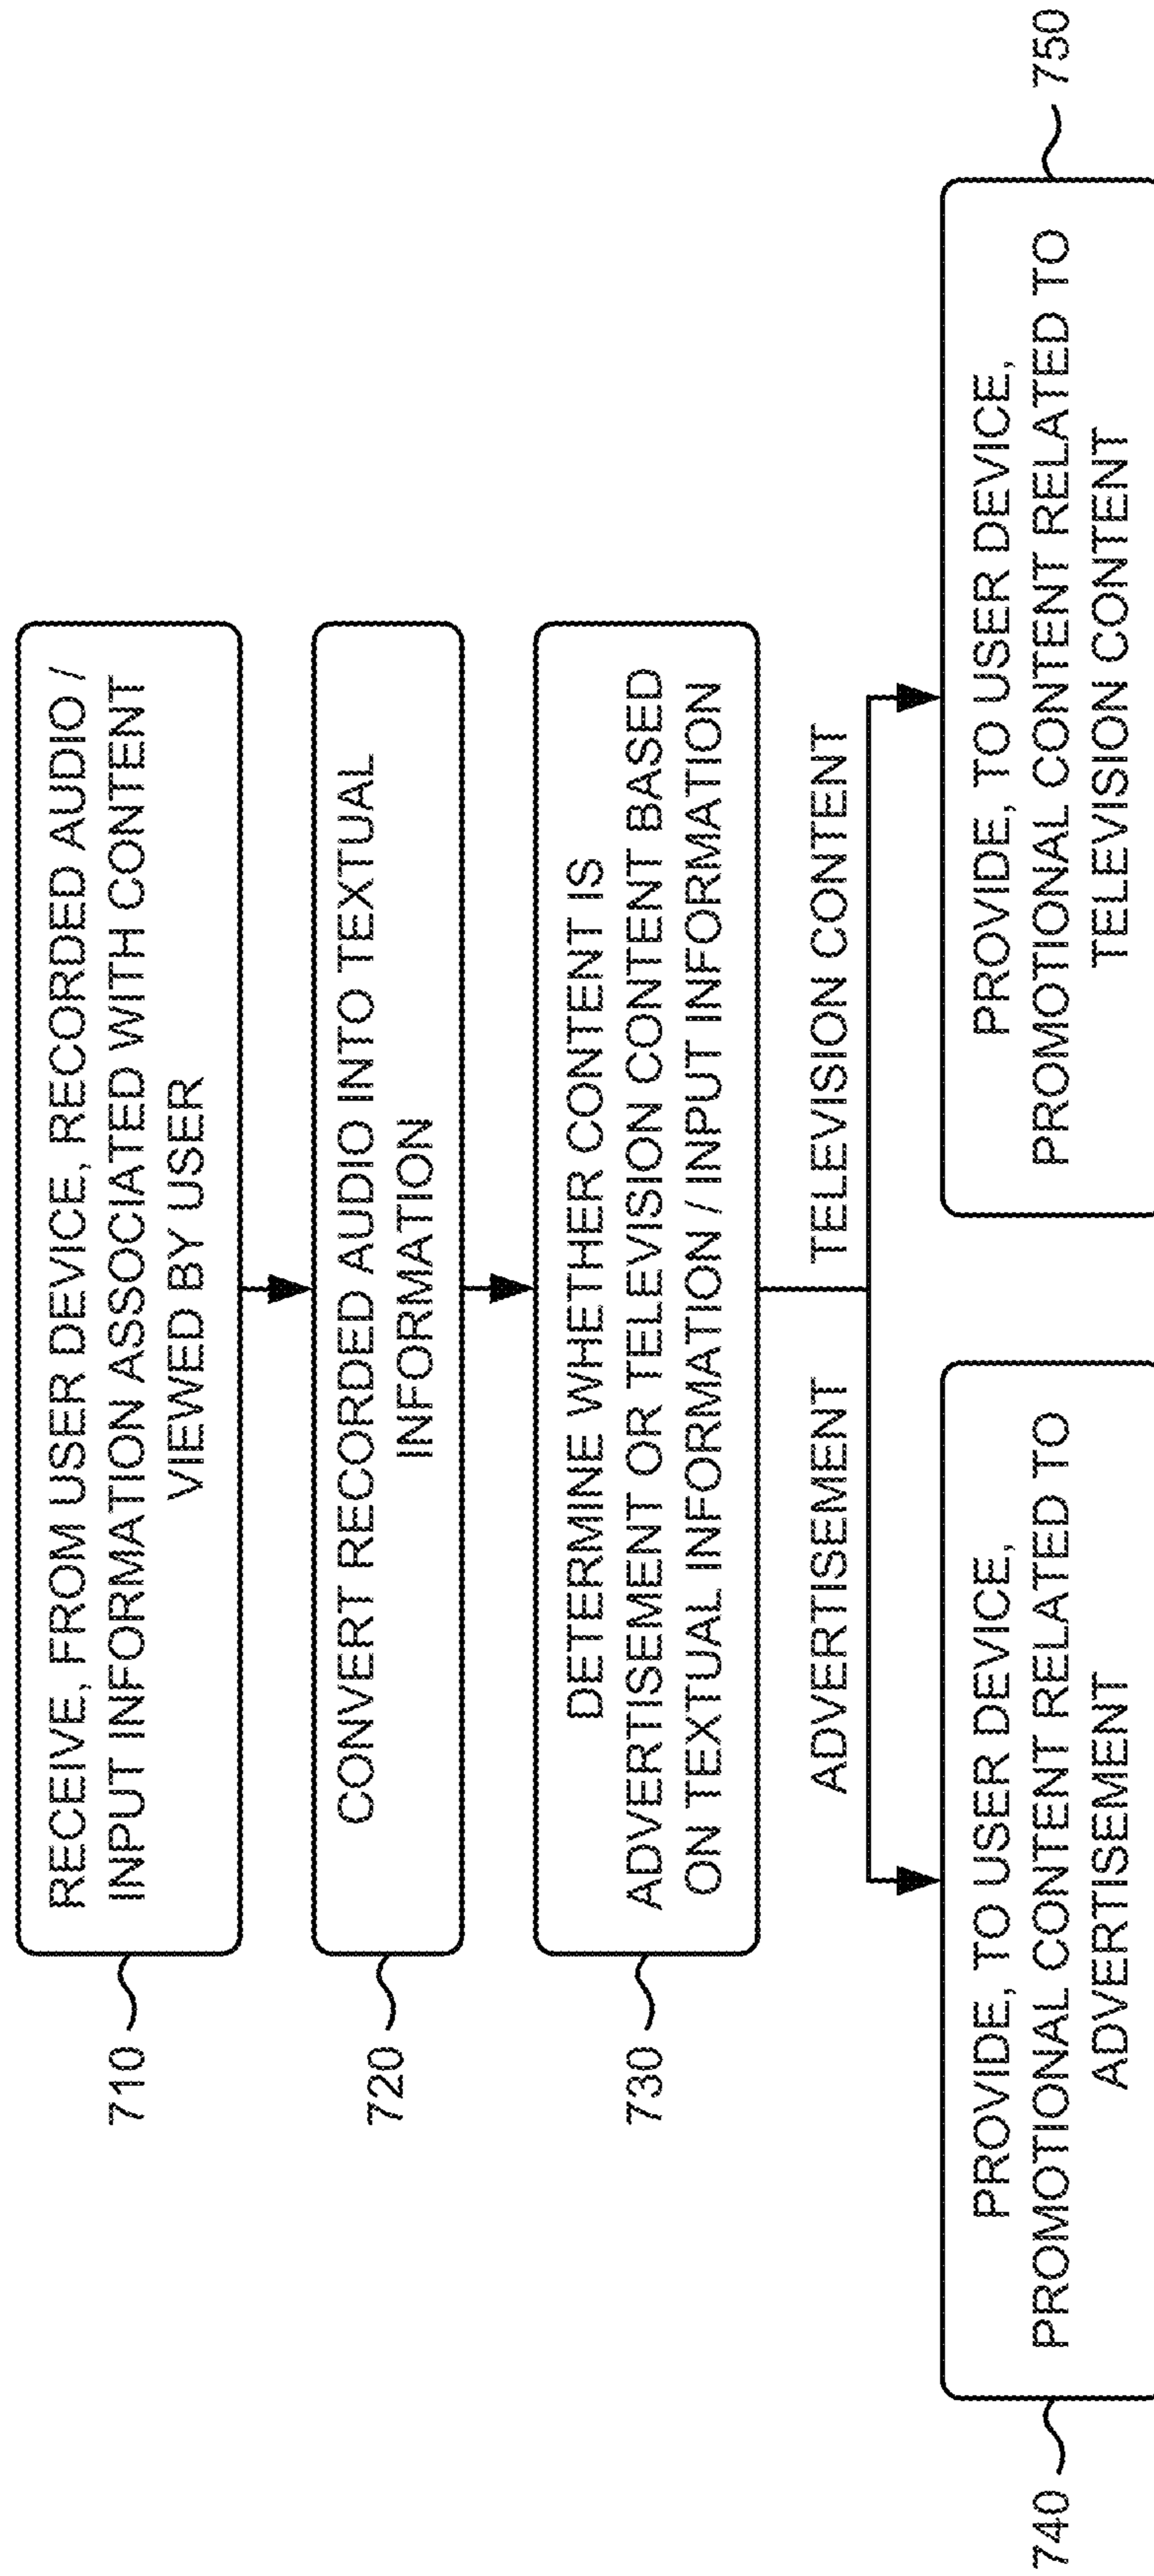 710
RECEIVE, FROM USER DEVICE, RECORDED AUDIO /
INPUT INFORMATION ASSOCIATED WITH CONTENT
VIEWED BY USER
720
CONVERT RECORDED AUDIO INTO TEXTUAL
INFORMATION
730
DETERMINE WHETHER CONTENT IS
ADVERTISEMENT OR TELEVISION CONTENT BASED
ON TEXTUAL INFORMATION / INPUT INFORMATION
ADVERTISEMENT
TELEVISION CONTENT
740
PROVIDE, TO USER DEVICE,
PROMOTIONAL CONTENT RELATED TO
ADVERTISEMENT
750
PROVIDE, TO USER DEVICE,
PROMOTIONAL CONTENT RELATED TO
TELEVISION CONTENT